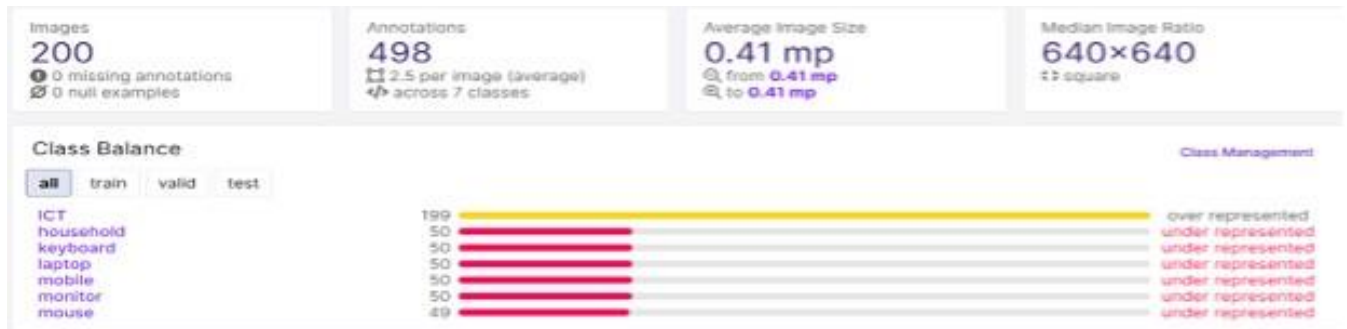 Images
200
0 missing annotations
0 null examples
Annotations
498
2.5 per image (average)
</> across 7 classes
Average Image Size
0.41 mp
from 0.41 mp
to 0.41 mp
Median Image Ratio
640×640
square
Class Balance
Class Management
all train valid test
ICT 199 over represented
household 50 under represented
keyboard 50 under represented
laptop 50 under represented
mobile 50 under represented
monitor 50 under represented
mouse 49 under represented